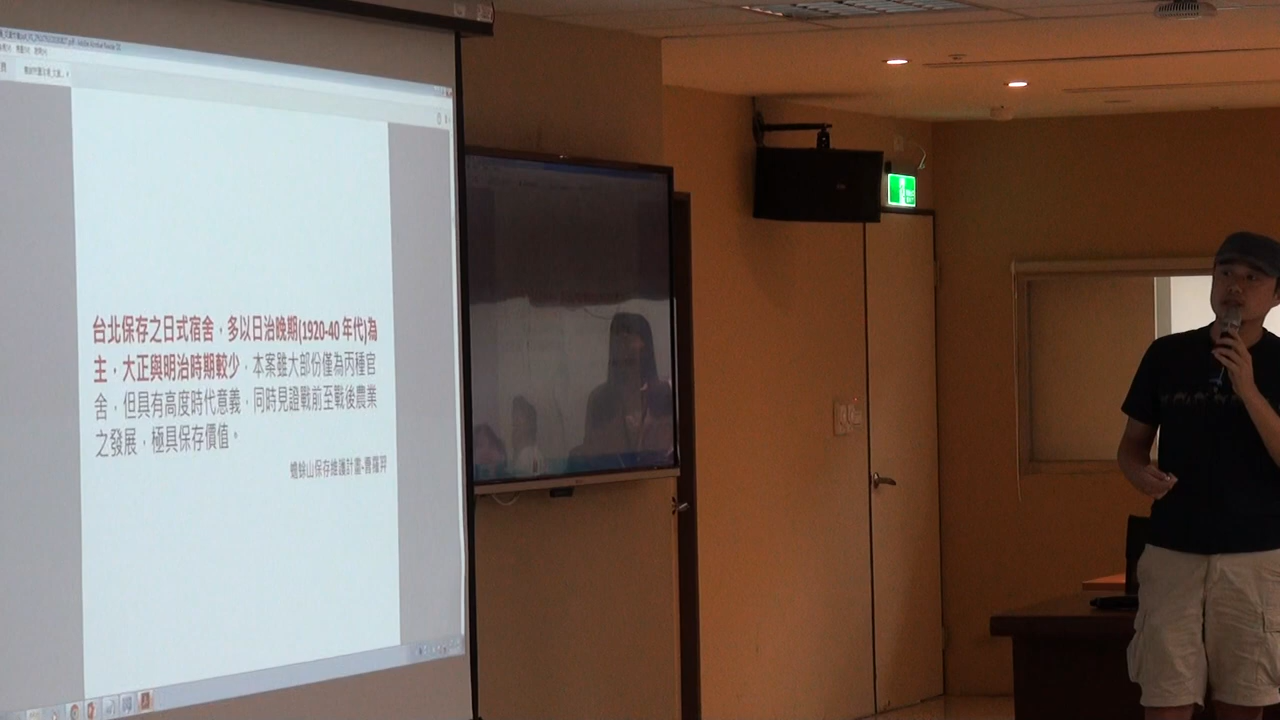 台北保存之日式宿舍，多以日治晚期(1920-40 年代)為
主，大正與明治時期較少，本案雖大部份僅為丙種官
舍，但具有高度時代意義，同時見證戰前至戰後農業
之發展，極具保存價值。
蟾蜍山保存維護計畫-曹羅羿